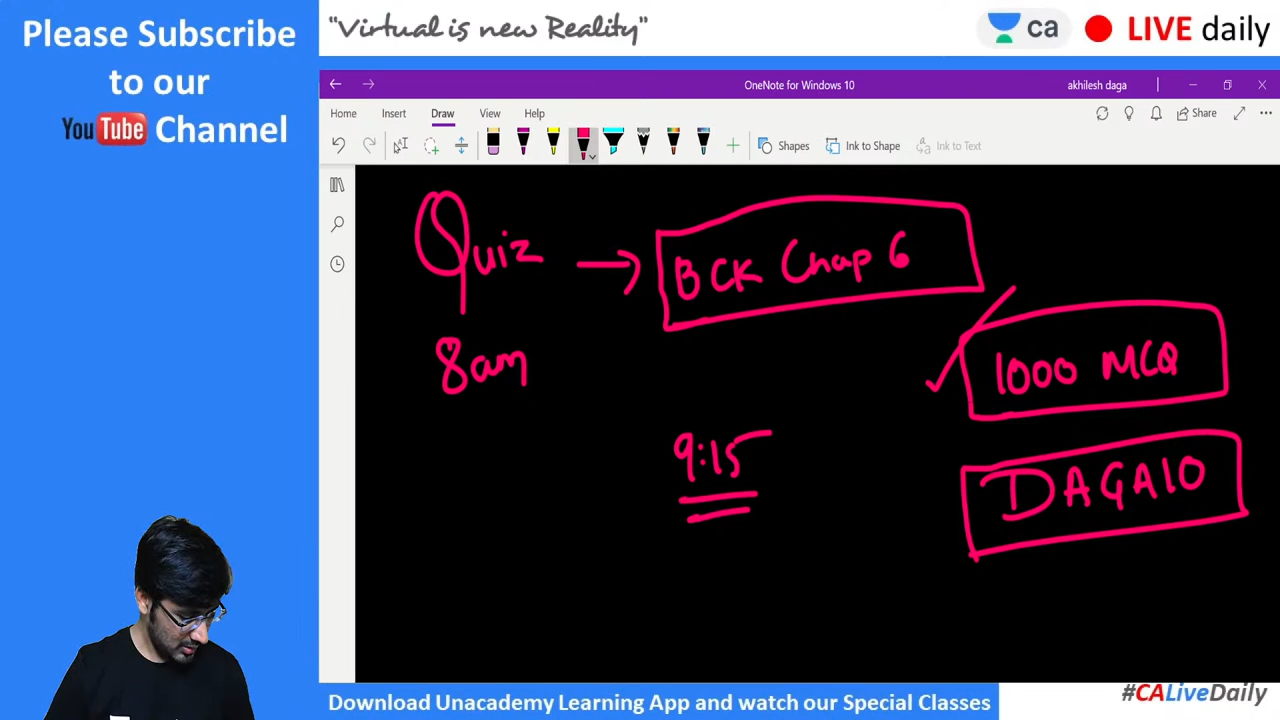 Please Subscribe
to our
YouTube Channel
"Virtual is new Reality"
ca
LIVE daily
OneNote for Windows 10
akhilesh daga
Home Insert Draw View Help
Share
Shapes
Ink to Shape
Ink to Text
Quiz → BCK Chap 6
8am
1000 MCQ
9:15
DAGA10
Download Unacademy Learning App and watch our Special Classes
#CALiveDaily